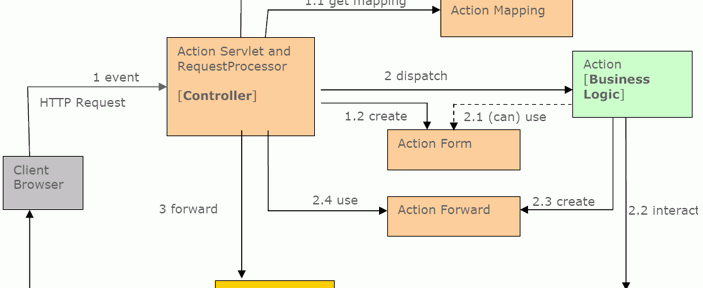 1.1 get mapping
Action Mapping
Action Servlet and
RequestProcessor
[Controller]
Action
[Business
Logic]
1 event
HTTP Request
2 dispatch
1.2 create
2.1 (can) use
Action Form
Client
Browser
3 forward
2.4 use
Action Forward
2.3 create
2.2 interact